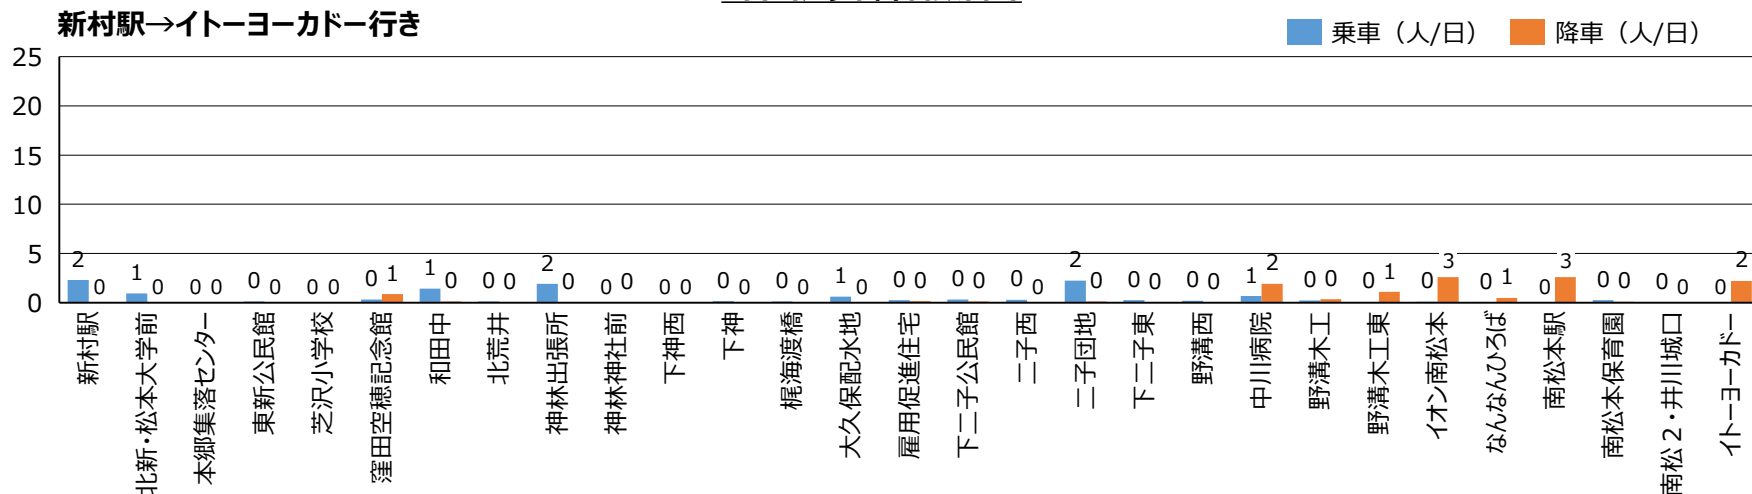 新村駅→イトーヨーカドー行き
乗車（人/日） 降車（人/日）
25
20
15
10
5
0
2 0 1 0 0 0 0 0 0 0 0 1 1 0 0 0 2 0 0 0 0 0 0 0 0 0 1 0 0 0 0 0 0 0 2 0 0 0 0 0 1 2 0 0 0 1 0 3 0 1 0 3 0 0 0 0 0 2
新村駅
北新・松本大学前
本郷集落センター
東新公民館
芝沢小学校
窪田空穂記念館
和田中
北荒井
神林出張所
神林神社前
下神西
下神
梶海渡橋
大久保配水地
雇用促進住宅
下二子公民館
二子西
二子団地
下二子東
野溝西
中川病院
野溝木工
野溝木工東
イオン南松本
なんなんひろば
南松本駅
南松本保育園
南松２・井川城口
イトーヨーカドー